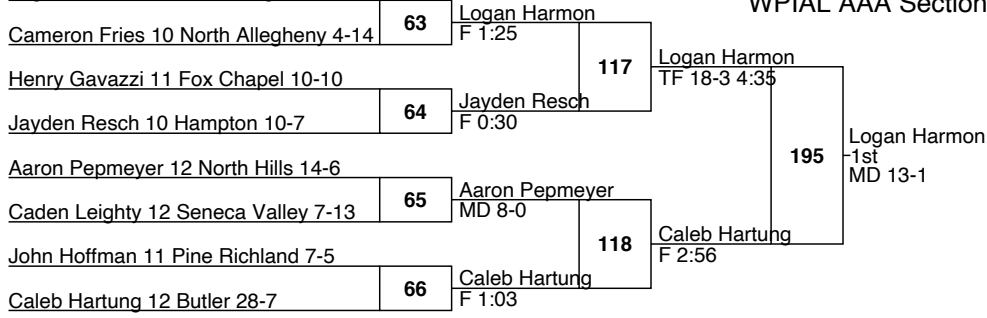 WPIAL AAA Section
Cameron Fries 10 North Allegheny 4-14
63
Logan Harmon
F 1:25
117
Logan Harmon
TF 18-3 4:35
Henry Gavazzi 11 Fox Chapel 10-10
64
Jayden Resch
F 0:30
Jayden Resch 10 Hampton 10-7
195
Logan Harmon
1st
MD 13-1
Aaron Pepmeyer 12 North Hills 14-6
65
Aaron Pepmeyer
MD 8-0
Caden Leighty 12 Seneca Valley 7-13
118
Caleb Hartung
F 2:56
John Hoffman 11 Pine Richland 7-5
66
Caleb Hartung
F 1:03
Caleb Hartung 12 Butler 28-7